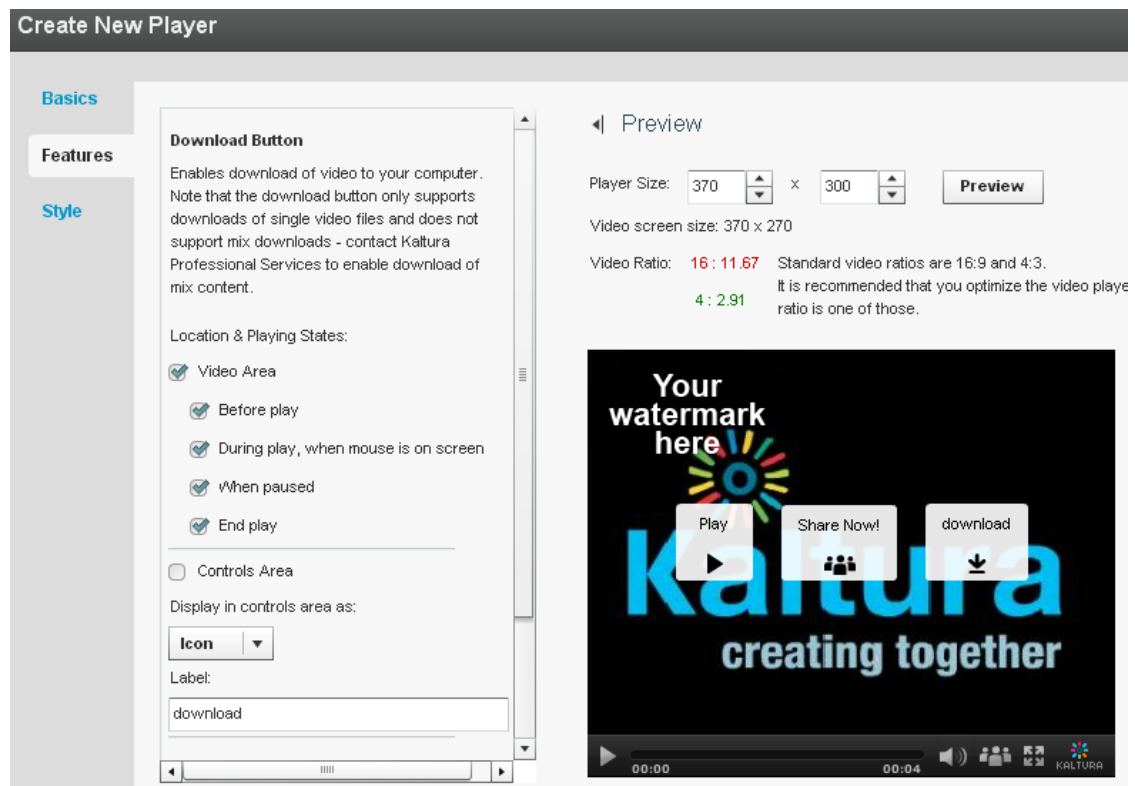 Create New Player
Basics
Features
Style
Download Button
Enables download of video to your computer.
Note that the download button only supports
downloads of single video files and does not
support mix downloads - contact Kaltura
Professional Services to enable download of
mix content.
Location & Playing States:
Video Area
Before play
During play, when mouse is on screen
When paused
End play
Controls Area
Display in controls area as:
Icon
Label:
download
Preview
Player Size: 370 x 300 Preview
Video screen size: 370 x 270
Video Ratio: 16 : 11.67 Standard video ratios are 16:9 and 4:3.
4 : 2.91 It is recommended that you optimize the video playe
ratio is one of those.
Your
watermark
here
Play Share Now! download
Kaltura
creating together
00:00 00:04 KALTURA